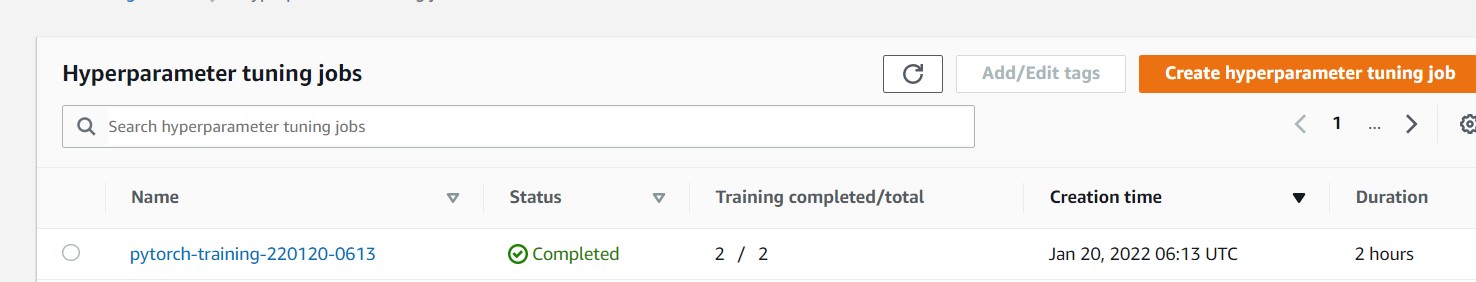 Hyperparameter tuning jobs
Add/Edit tags
Create hyperparameter tuning job
Search hyperparameter tuning jobs
1 ...
Name Status Training completed/total Creation time Duration
pytorch-training-220120-0613 Completed 2 / 2 Jan 20, 2022 06:13 UTC 2 hours